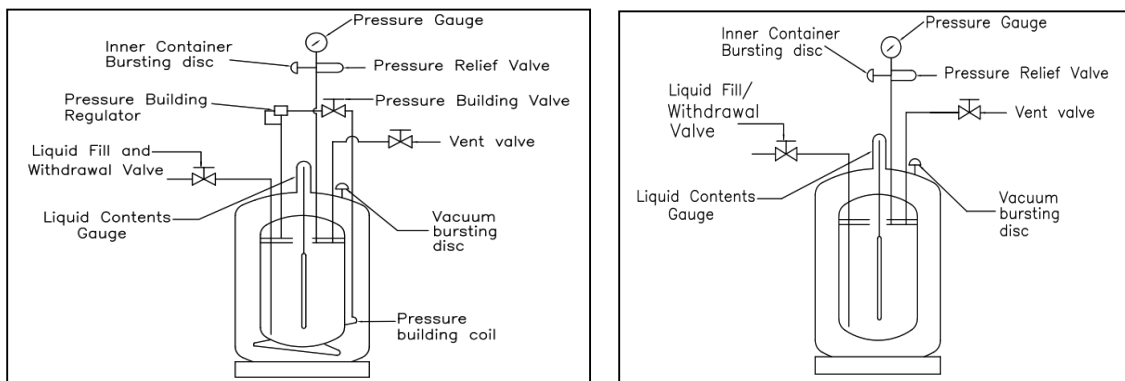 Pressure Gauge
Inner Container
Bursting disc
Pressure Relief Valve
Pressure Building
Regulator
Pressure Building Valve
Vent valve
Liquid Fill and
Withdrawal Valve
Liquid Contents
Gauge
Vacuum
bursting
disc
Pressure
building coil
Pressure Gauge
Inner Container
Bursting disc
Pressure Relief Valve
Liquid Fill/
Withdrawal
Valve
Vent valve
Liquid Contents
Gauge
Vacuum
bursting
disc